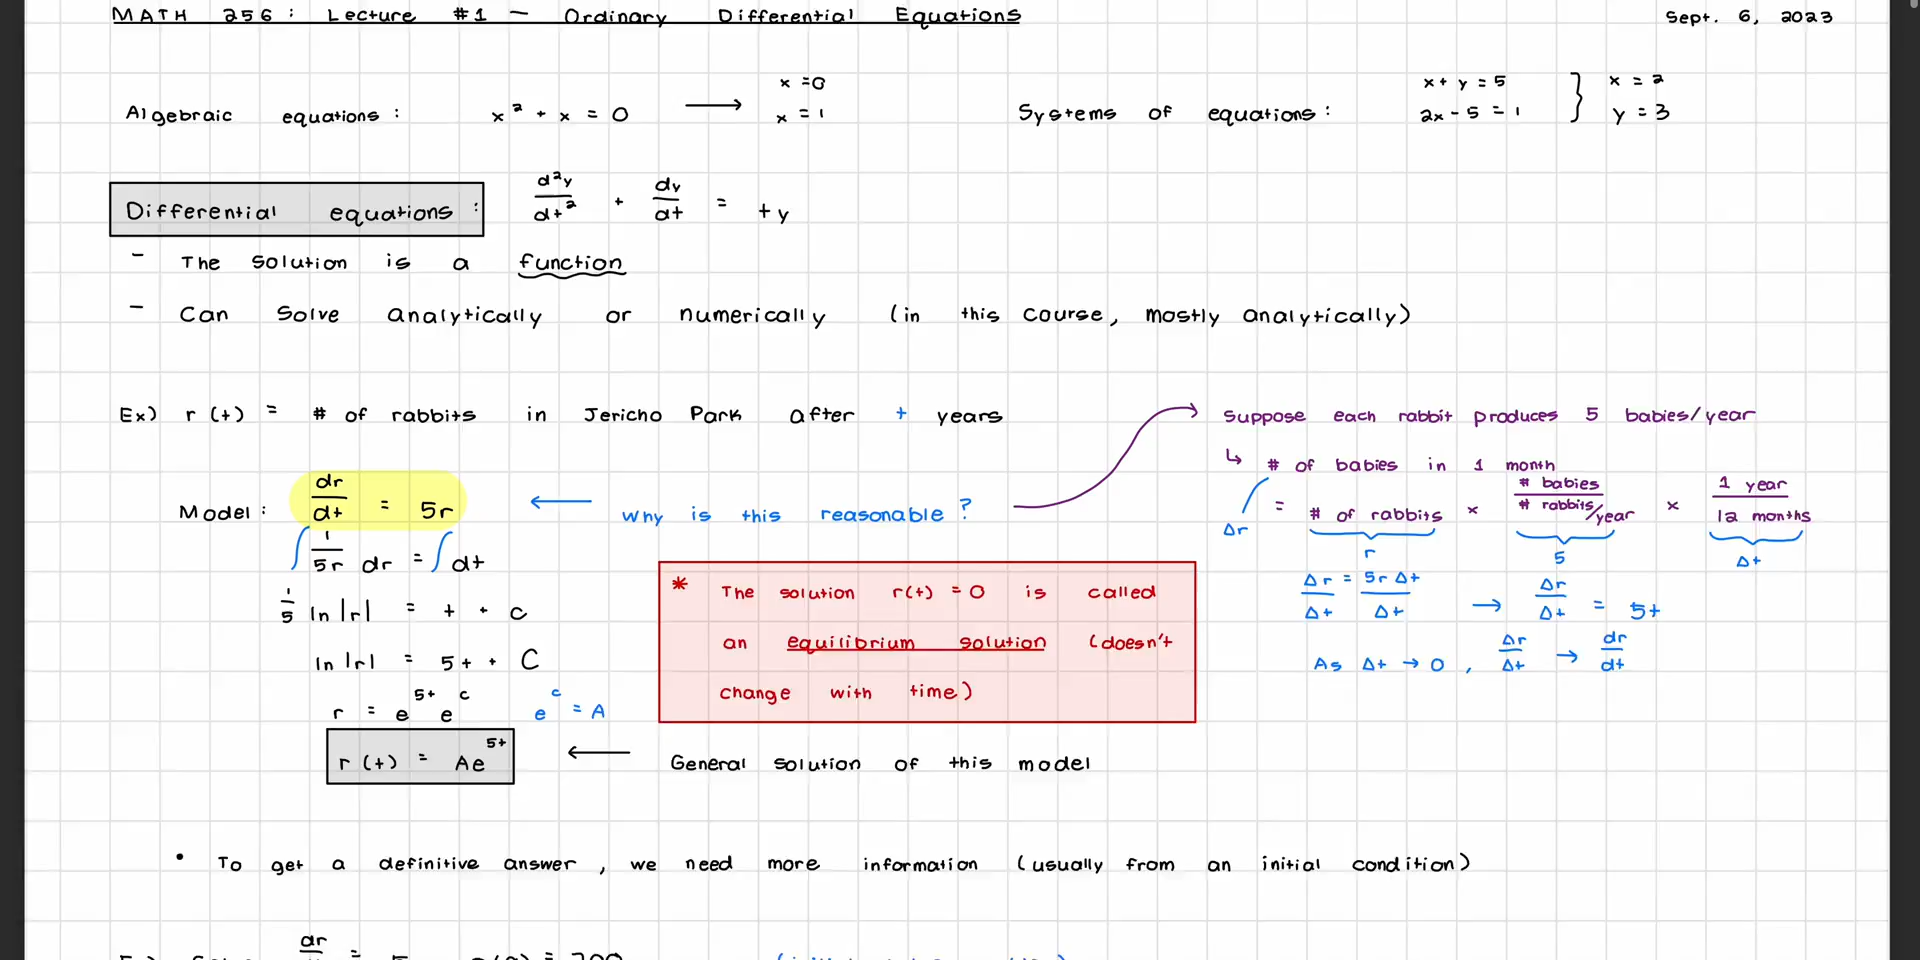 MATH 256: Lecture #1 – Ordinary Differential Equations
Sept. 6, 2023
Algebraic equations: x² + x = 0 → x = 0
x = 1
Systems of equations: x + y = 5 } x = 2
2x - 5 = 1 y = 3
Differential equations: d²y/dt² + dy/dt = ty
- The solution is a function
- Can solve analytically or numerically (in this course, mostly analytically)
Ex) r(t) = # of rabbits in Jericho Park after t years
Model: dr/dt = 5r ← why is this reasonable?
∫ 1/5r dr = ∫ dt
1/5 ln|r| = t + c
ln|r| = 5t + C
r = e^5t e^c e^c = A
r(t) = Ae^5t ← General solution of this model
* The solution r(t) = 0 is called
an equilibrium solution (doesn't
change with time)
Suppose each rabbit produces 5 babies/year
↳ # of babies in 1 month
Δr = # of rabbits × # babies / # rabbits/year × 1 year / 12 months
r 5 Δt
Δr/Δt = 5rΔt/Δt → Δr/Δt = 5t
As Δt → 0, Δr/Δt → dr/dt
• To get a definitive answer, we need more information (usually from an initial condition)
dr